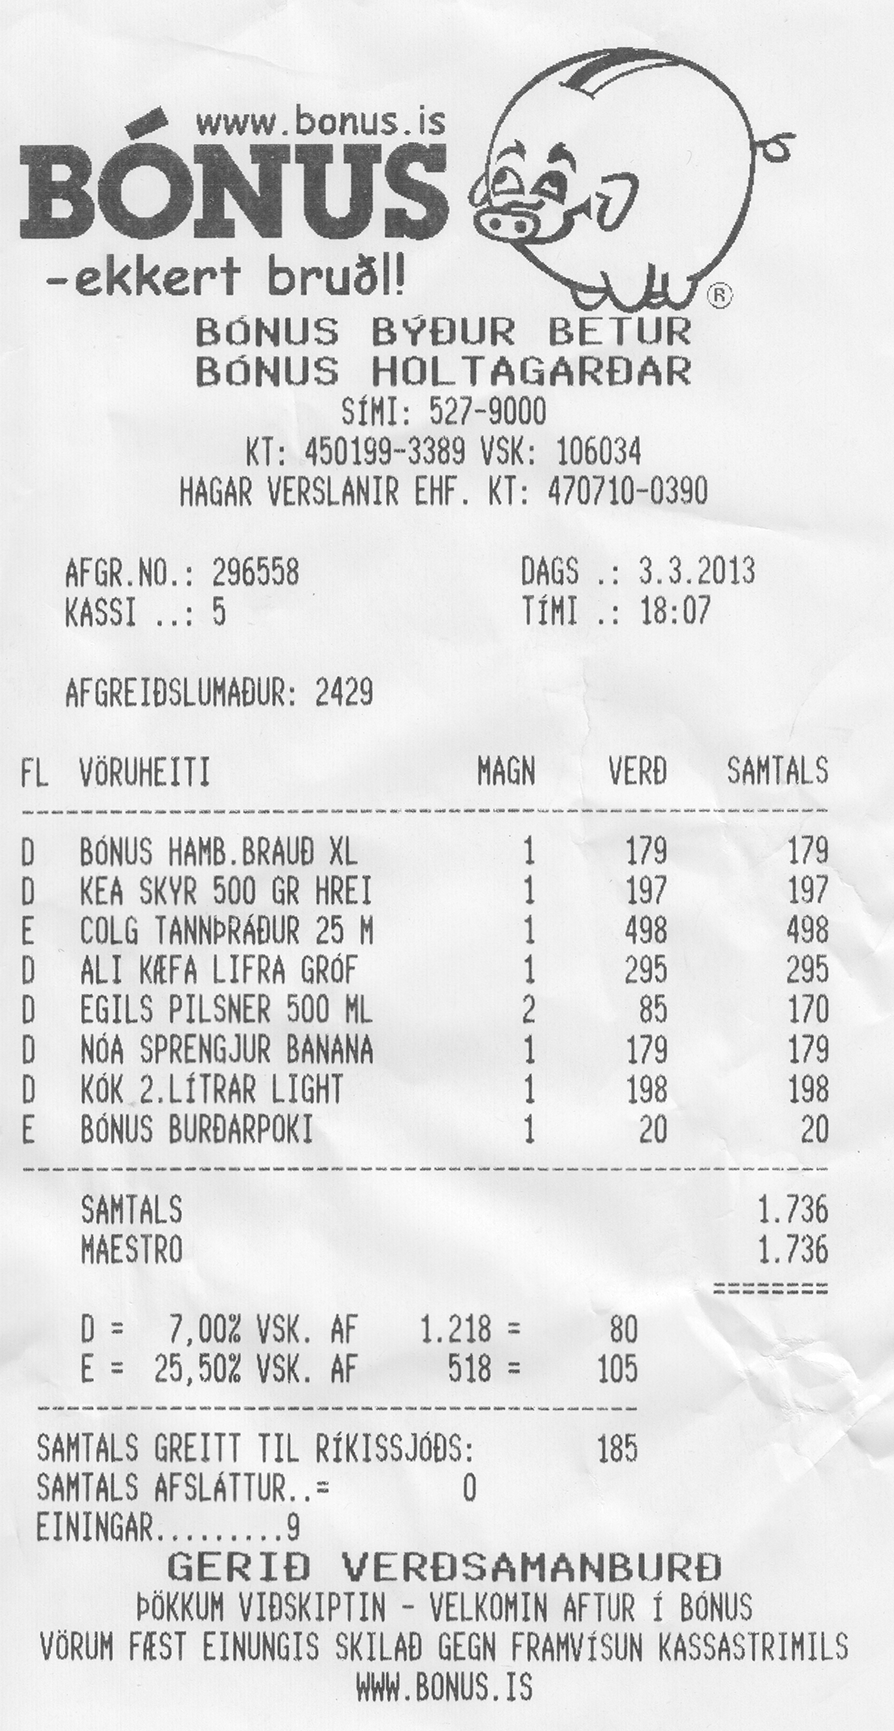 www.bonus.is
BÓNUS
-ekkert bruðl!
®
BÓNUS BÝÐUR BETUR
BÓNUS HOLTAGARÐAR
SÍMI: 527-9000
KT: 450199-3389 VSK: 106034
HAGAR VERSLANIR EHF. KT: 470710-0390
AFGR.NO.: 296558 DAGS .: 3.3.2013
KASSI ..: 5 TÍMI .: 18:07
AFGREIÐSLUMAÐUR: 2429
FL VÖRUHEITI MAGN VERÐ SAMTALS
D BÓNUS HAMB.BRAUÐ XL 1 179 179
D KEA SKYR 500 GR HREI 1 197 197
E COLG TANNÞRÁÐUR 25 M 1 498 498
D ALI KÆFA LIFRA GRÓF 1 295 295
D EGILS PILSNER 500 ML 2 85 170
D NÓA SPRENGJUR BANANA 1 179 179
D KÓK 2.LÍTRAR LIGHT 1 198 198
E BÓNUS BURÐARPOKI 1 20 20
SAMTALS 1.736
MAESTRO 1.736
========
D = 7,00% VSK. AF 1.218 = 80
E = 25,50% VSK. AF 518 = 105
SAMTALS GREITT TIL RÍKISSJÓÐS: 185
SAMTALS AFSLÁTTUR..= 0
EININGAR.........9
GERIÐ VERÐSAMANBURÐ
ÞÖKKUM VIÐSKIPTIN - VELKOMIN AFTUR Í BÓNUS
VÖRUM FÆST EINUNGIS SKILAÐ GEGN FRAMVÍSUN KASSASTRIMILS
WWW.BONUS.IS